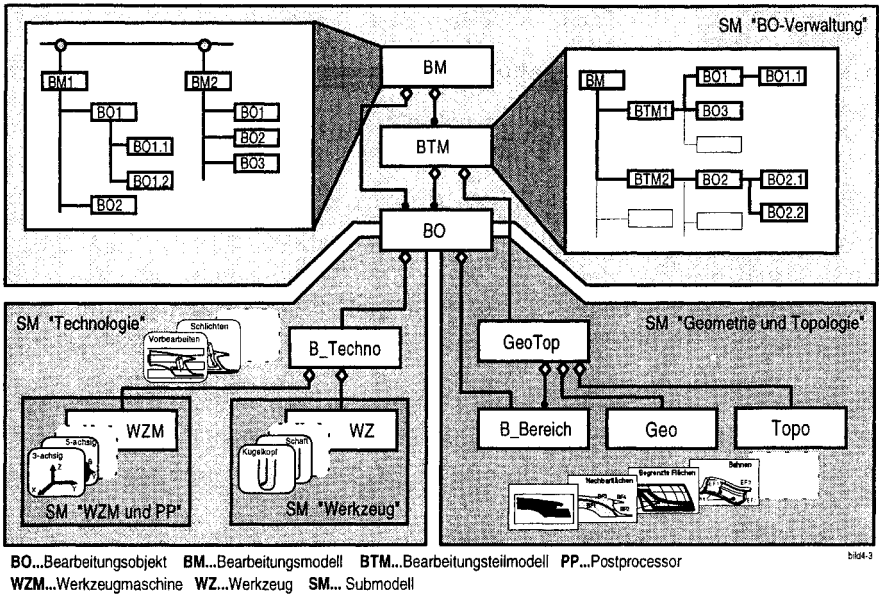 SM "BO-Verwaltung"
BM1
BO1
BO1.1
BO1.2
BO2
BM2
BO1
BO2
BO3
BM
BTM
BO
BM
BTM1
BO1
BO1.1
BO3
BTM2
BO2
BO2.1
BO2.2
SM "Technologie"
Schlichten
Vorbearbeiten
B_Techno
WZM
5-achsig
3-achsig
Z
X
Y
SM "WZM und PP"
WZ
Schaft
Kugelkopf
SM "Werkzeug"
SM "Geometrie und Topologie"
GeoTop
B_Bereich
Geo
Topo
Nachbarflächen
Begrenzte Flächen
Bahnen
BO...Bearbeitungsobjekt BM...Bearbeitungsmodell BTM...Bearbeitungsteilmodell PP...Postprocessor
WZM...Werkzeugmaschine WZ...Werkzeug SM... Submodell
bild4-3